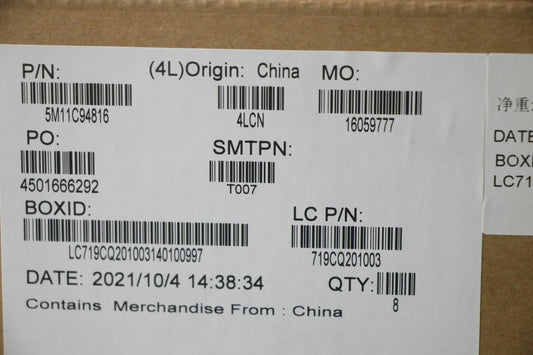 P/N: (4L)Origin: China MO:
5M11C94816 4LCN 16059777
PO: SMTPN:
4501666292 T007
BOXID: LC P/N:
LC719CQ201003140100997 719CQ201003
DATE: 2021/10/4 14:38:34 QTY:
8
Contains Merchandise From : China
净重:
DATE
BOXI
LC71